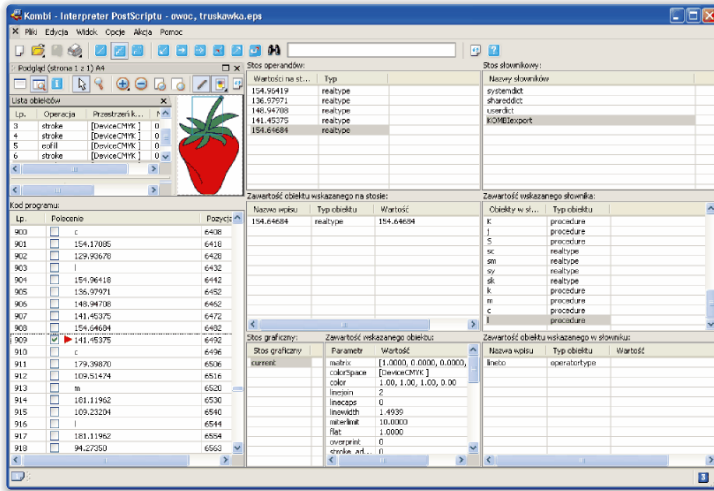 Kambi - Interpreter PostScriptu - owoc, truskawka.eps
Pliki Edycja Widok Opcje Akcja Pomoc
Podgląd (strona 1 z 1) A4
Lista obiektów
Lp. Operacja Przestrzeń k...
3 stroke [DeviceCMYK ] 0
4 stroke [DeviceCMYK ] 0
5 eofill [DeviceCMYK ] 0
6 stroke [DeviceCMYK ] 0
Kod programu:
Lp. Polecenie Pozycja
900 c 6408
901 154.17085 6418
902 129.93678 6428
903 l 6432
904 154.96418 6442
905 136.97971 6452
906 148.94708 6462
907 141.45375 6472
908 154.64684 6482
909 141.45375 6492
910 c 6496
911 179.39870 6506
912 109.51474 6516
913 m 6520
914 181.11962 6530
915 109.23204 6540
916 l 6544
917 181.11962 6554
918 94.27350 6563
Stos operandów:
Wartości na st... Typ
154.96419 realtype
136.97971 realtype
148.94708 realtype
141.45375 realtype
154.64684 realtype
Zawartość obiektu wskazanego na stosie:
Nazwa wpisu Typ obiektu Wartość
154.64684 realtype 154.64684
Stos graficzny:
Stos graficzny
current
Zawartość wskazanego obiektu:
Parametr Wartość
matrix [1.0000, 0.0000, 0.0000,
colorSpace [DeviceCMYK ]
color 1.00, 1.00, 1.00, 0.00
linejoin 2
linecaps 0
linewidth 1.4939
miterlimit 10.0000
flat 1.0000
overprint 0
stroke_ad... 0
Stos słownikowy:
Nazwy słowników
systemdict
shareddict
userdict
KOMBIexport
Zawartość wskazanego słownika:
Obiekty w sł... Typ obiektu
K procedure
j procedure
S procedure
sc realtype
sm realtype
sy realtype
sk realtype
k procedure
m procedure
c procedure
l procedure
Zawartość obiektu wskazanego w słowniku:
Nazwa wpisu Typ obiektu Wartość
lineto operatortype